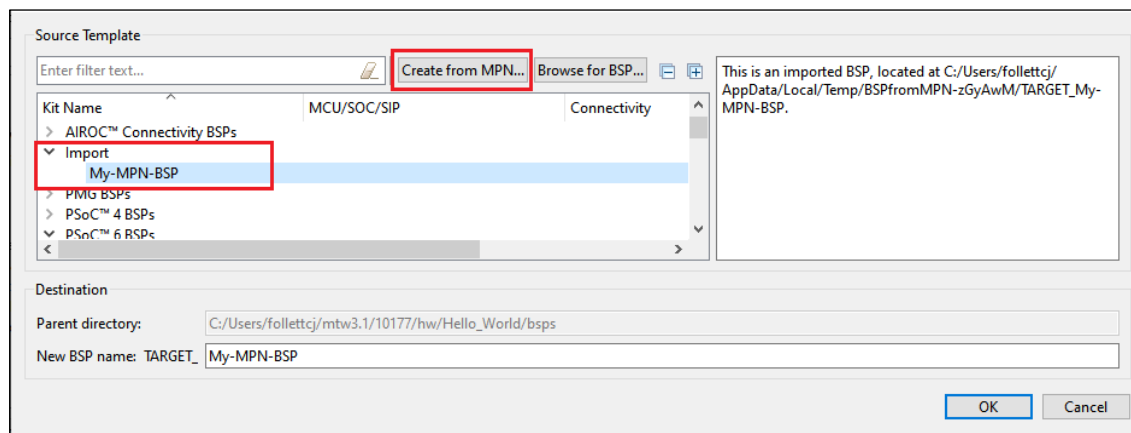 Source Template
Enter filter text...
Create from MPN... Browse for BSP...
Kit Name MCU/SOC/SIP Connectivity
AIROC™ Connectivity BSPs
Import
My-MPN-BSP
PMG BSPs
PSoC™ 4 BSPs
PSoC™ 6 BSPs
This is an imported BSP, located at C:/Users/follettcj/
AppData/Local/Temp/BSPfromMPN-zGyAwM/TARGET_My-
MPN-BSP.
Destination
Parent directory: C:/Users/follettcj/mtw3.1/10177/hw/Hello_World/bsps
New BSP name: TARGET_ My-MPN-BSP
OK Cancel